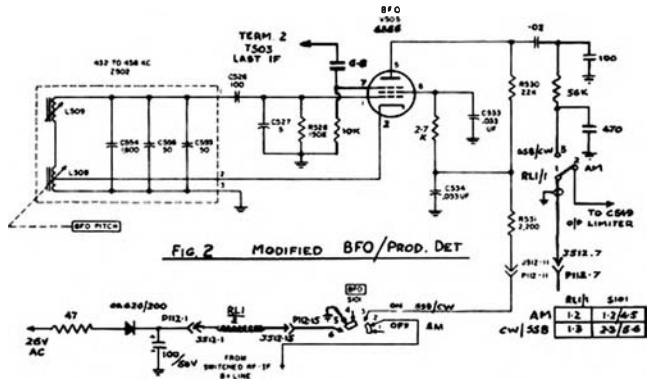 BFO
V505
TERM. 2
T503
LAST IF
6·8
452 TO 458 KC
Z502
C526
100
L509
C554
1800
C556
50
C555
50
C527
5
R528
150K
10K
7
5
6
1
2
2·7
K
C533
.033
UF
C534
.033UF
R530
22K
·02
100
56K
470
SSB/CW
3
2
RL1/1
AM
1
TO C549
LIMITER
O/P
R531
2,200
J512-11
P112-11
J512.7
P112-7
L508
2
3
BFO PITCH
FIG. 2 MODIFIED BFO/PROD. DET
47
26V
AC
P112-1
J512-1
RL1
P112-15
J512-15
100
/50V
BFO
S101
ON
SSB/CW
OFF
AM
FROM
SWITCHED RF-IF
B+ LINE
RL1/1 S101
AM 1·2 1·2/4·5
CW/SSB 1·3 2·3/5·6